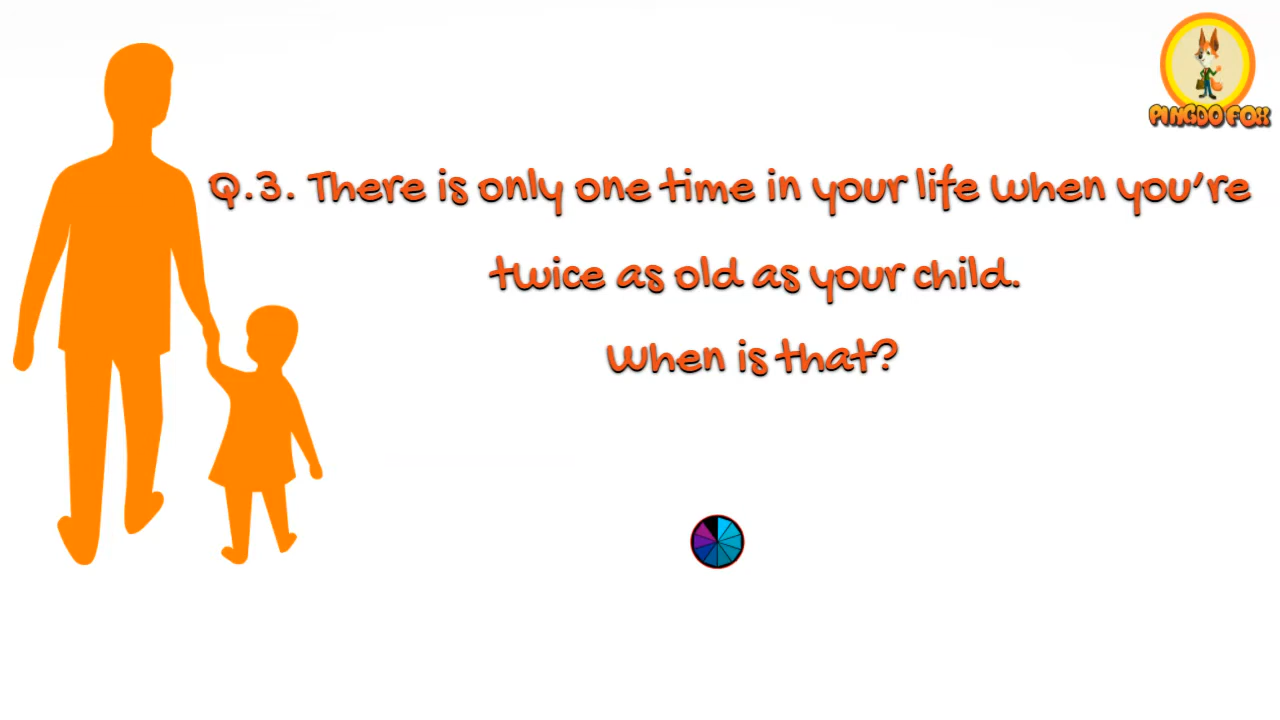 PINGDO FOX
Q.3. There is only one time in your life when you're
twice as old as your child.
When is that?